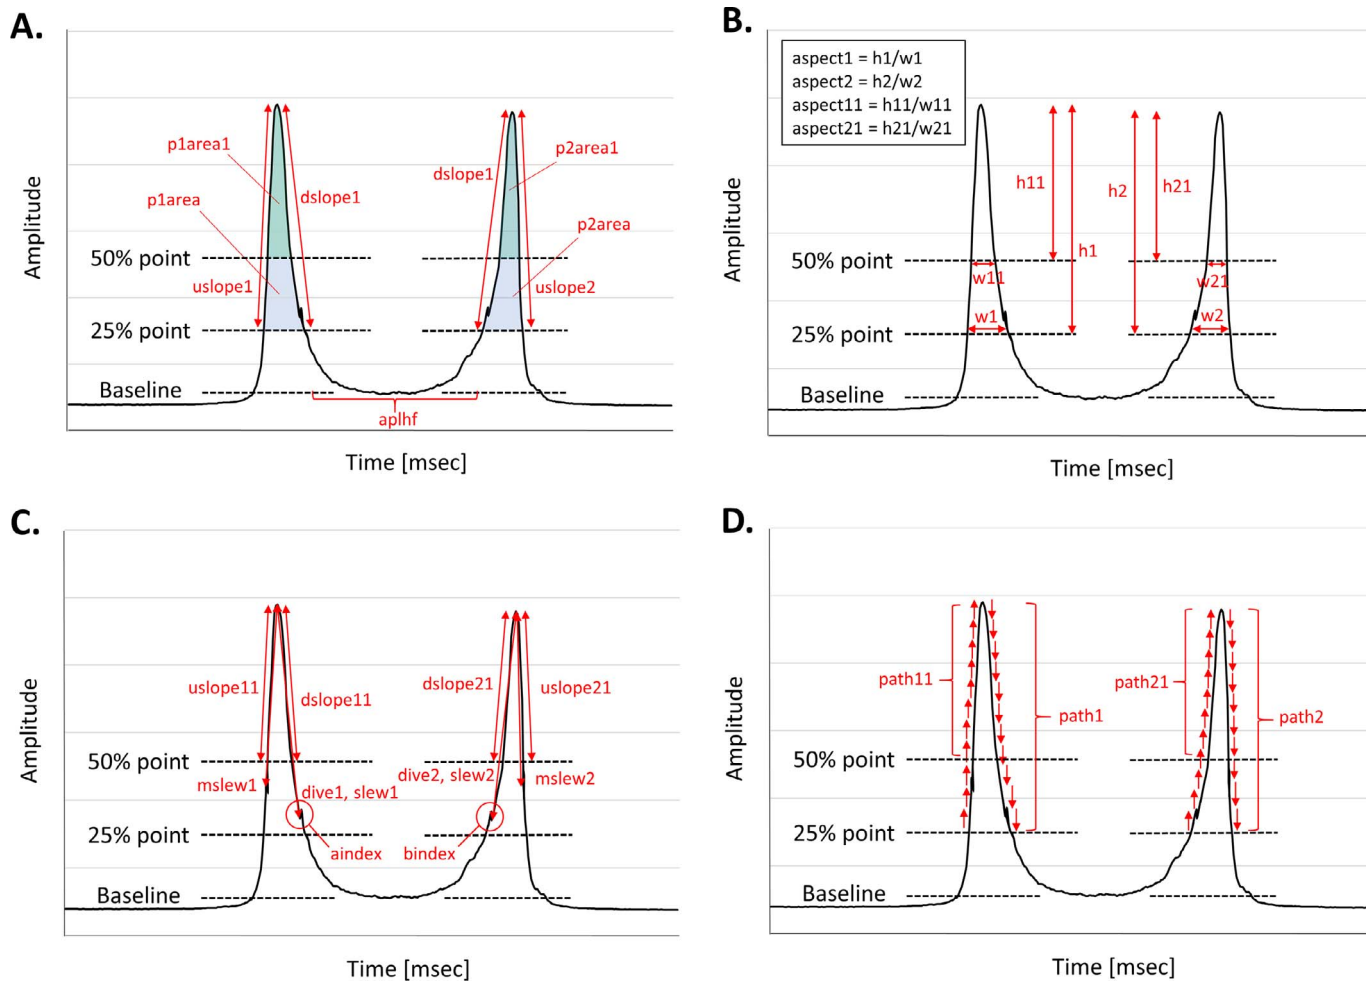 A.
p1area1
p1area
dslope1
dslope1
p2area1
p2area
50% point
uslope1
uslope2
25% point
Baseline
aplhf
Amplitude
Time [msec]
B.
aspect1 = h1/w1
aspect2 = h2/w2
aspect11 = h11/w11
aspect21 = h21/w21
h11
h2
h21
h1
50% point
w11
w21
w1
w2
25% point
Baseline
Amplitude
Time [msec]
C.
uslope11
dslope11
dslope21
uslope21
50% point
mslew1
dive1, slew1
dive2, slew2
mslew2
25% point
aindex
bindex
Baseline
Amplitude
Time [msec]
D.
path11
path1
path21
path2
50% point
25% point
Baseline
Amplitude
Time [msec]